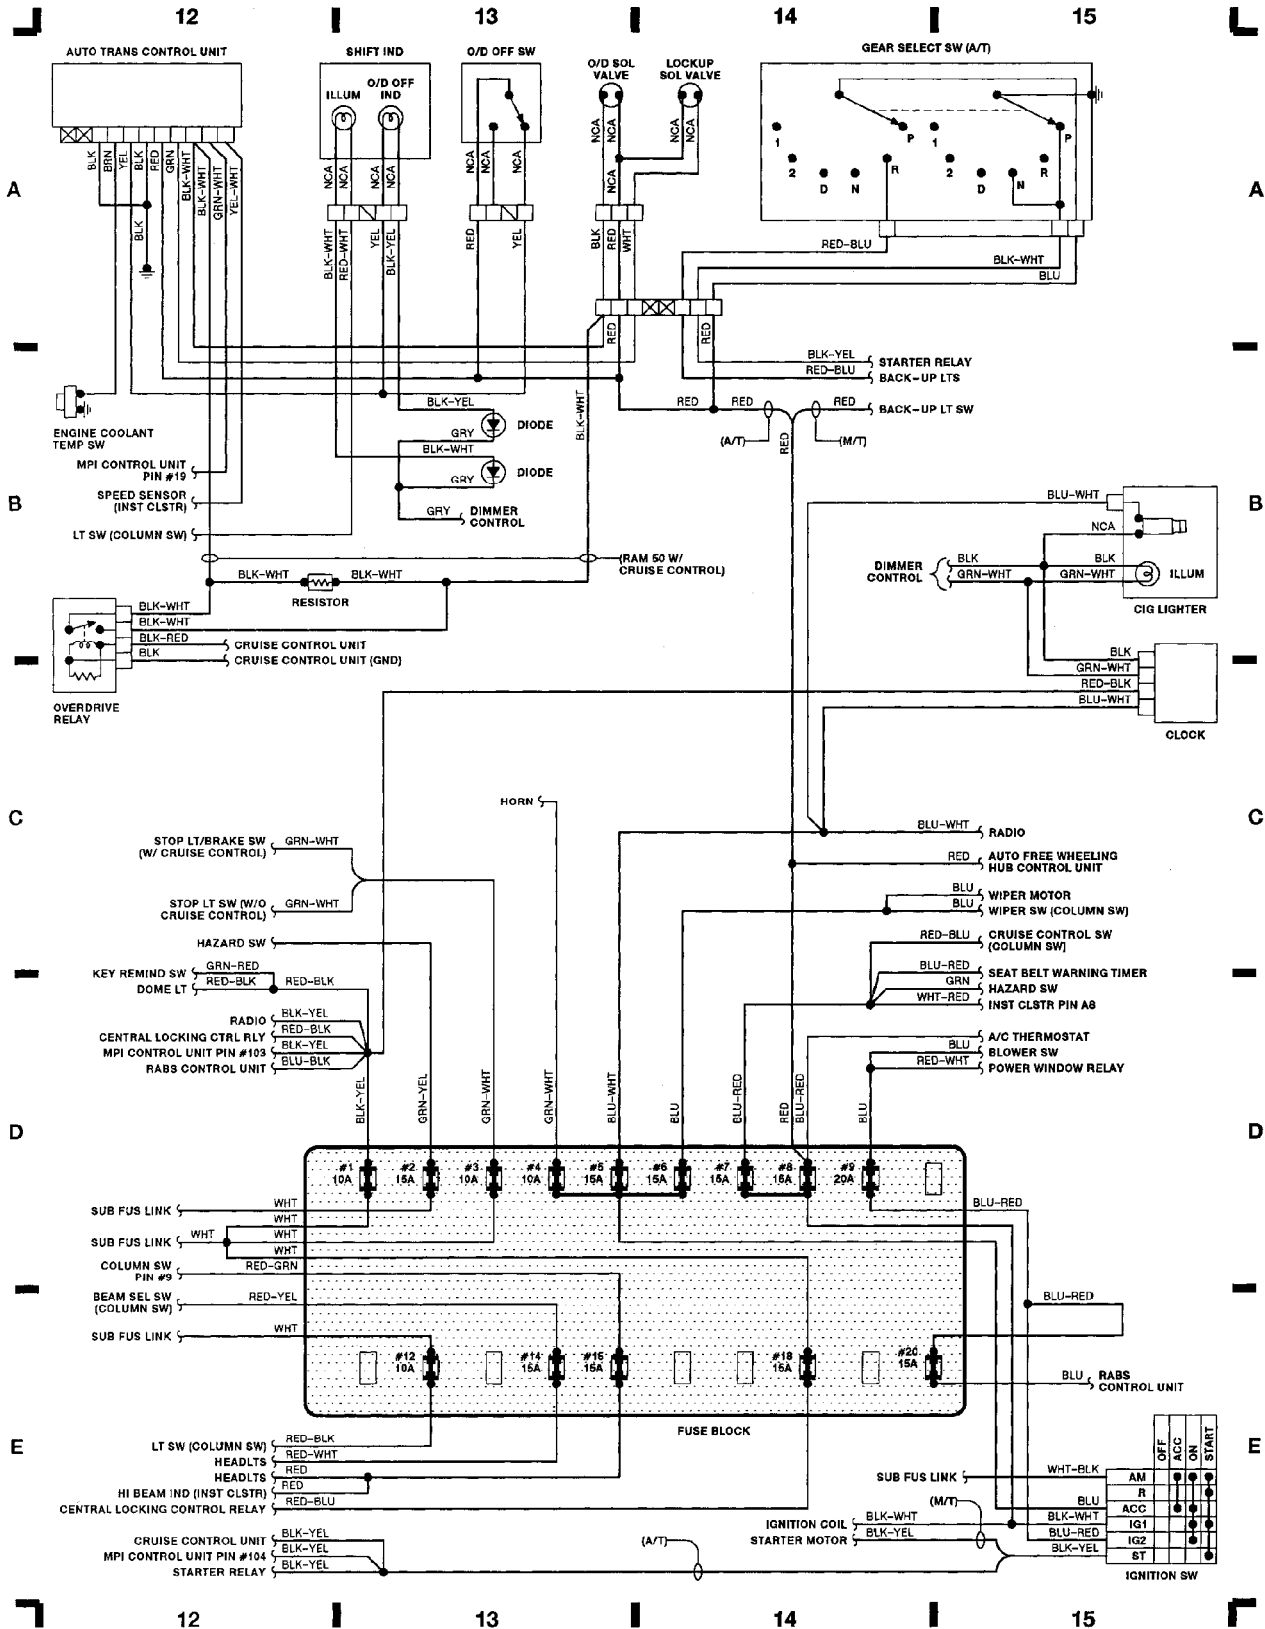 12 13 14 15
AUTO TRANS CONTROL UNIT
SHIFT IND
O/D OFF SW
O/D SOL
VALVE
LOCKUP
SOL VALVE
GEAR SELECT SW (A/T)
ILLUM
O/D OFF
IND
NCA NCA NCA NCA
NCA NCA NCA
NCA NCA NCA NCA NCA
1 2 D N R P
1 2 D N R P
BLK BRN YEL BLK RED GRN BLK-WHT BLK-WHT GRN-WHT YEL-WHT
A
A
BLK
BLK-WHT RED-WHT YEL BLK-YEL
RED YEL
BLK RED WHT
RED-BLU
BLK-WHT
BLU
RED RED
BLK-YEL STARTER RELAY
RED-BLU BACK-UP LTS
RED RED RED BACK-UP LT SW
(A/T) RED (M/T)
ENGINE COOLANT
TEMP SW
BLK-YEL
DIODE
GRY
BLK-WHT
DIODE
GRY
GRY DIMMER
CONTROL
BLK-WHT
MPI CONTROL UNIT
PIN #19
SPEED SENSOR
(INST CLSTR)
LT SW (COLUMN SW)
B
B
(RAM 50 W/
CRUISE CONTROL)
BLK-WHT BLK-WHT
RESISTOR
BLK-WHT
BLK-WHT
BLK-RED CRUISE CONTROL UNIT
BLK CRUISE CONTROL UNIT (GND)
OVERDRIVE
RELAY
BLU-WHT
NCA
DIMMER
CONTROL
BLK BLK
GRN-WHT GRN-WHT
ILLUM
CIG LIGHTER
BLK
GRN-WHT
RED-BLK
BLU-WHT
CLOCK
C
C
HORN
STOP LT/BRAKE SW
(W/ CRUISE CONTROL)
GRN-WHT
STOP LT SW (W/O
CRUISE CONTROL)
GRN-WHT
HAZARD SW
KEY REMIND SW GRN-RED
DOME LT RED-BLK RED-BLK
RADIO BLK-YEL
CENTRAL LOCKING CTRL RLY RED-BLK
MPI CONTROL UNIT PIN #103 BLK-YEL
RABS CONTROL UNIT BLU-BLK
BLU-WHT RADIO
RED AUTO FREE WHEELING
HUB CONTROL UNIT
BLU WIPER MOTOR
BLU WIPER SW (COLUMN SW)
RED-BLU CRUISE CONTROL SW
(COLUMN SW)
BLU-RED SEAT BELT WARNING TIMER
GRN HAZARD SW
WHT-RED INST CLSTR PIN A8
A/C THERMOSTAT
BLU BLOWER SW
RED-WHT POWER WINDOW RELAY
BLK-YEL GRN-YEL GRN-WHT GRN-WHT BLU-WHT BLU BLU-RED RED BLU-RED BLU
D
D
#1 #2 #3 #4 #5 #6 #7 #8 #9
10A 15A 10A 10A 15A 15A 15A 15A 20A
SUB FUS LINK WHT
WHT
SUB FUS LINK WHT WHT
WHT
COLUMN SW
PIN #9
RED-GRN
BEAM SEL SW
(COLUMN SW)
RED-YEL
SUB FUS LINK WHT
BLU-RED
BLU-RED
#12 #14 #16 #18 #20
10A 15A 15A 15A 15A
BLU RABS
CONTROL UNIT
FUSE BLOCK
E
E
LT SW (COLUMN SW) RED-BLK
HEADLTS RED-WHT
HEADLTS RED
HI BEAM IND (INST CLSTR) RED
CENTRAL LOCKING CONTROL RELAY RED-BLU
CRUISE CONTROL UNIT BLK-YEL
MPI CONTROL UNIT PIN #104 BLK-YEL
STARTER RELAY BLK-YEL
(A/T)
OFF ACC ON START
SUB FUS LINK WHT-BLK AM
R
(M/T) BLU ACC
IGNITION COIL BLK-WHT BLK-WHT IG1
STARTER MOTOR BLK-YEL BLU-RED IG2
BLK-YEL ST
IGNITION SW
12 13 14 15